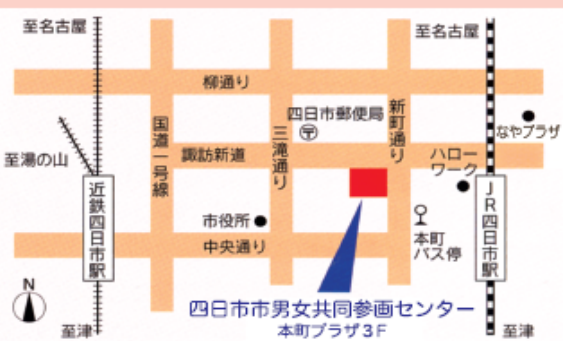 至名古屋
至名古屋
柳通り
四日市郵便局
〒
新町通り
なやプラザ
国道一号線
三滝通り
諏訪新道
ハロー
ワーク
至湯の山
近鉄四日市駅
JR四日市駅
市役所
本町
バス停
中央通り
N
四日市市男女共同参画センター
本町プラザ3F
至津
至津